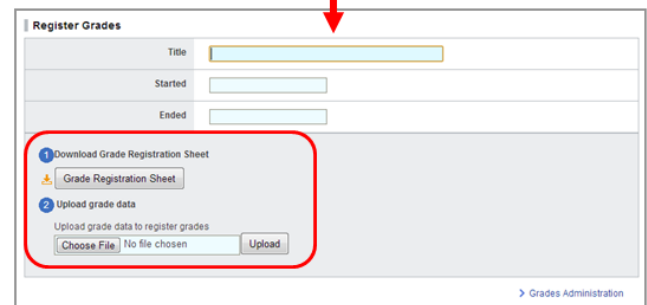 Register Grades
Title
Started
Ended
1 Download Grade Registration Sheet
Grade Registration Sheet
2 Upload grade data
Upload grade data to register grades
Choose File No file chosen Upload
> Grades Administration